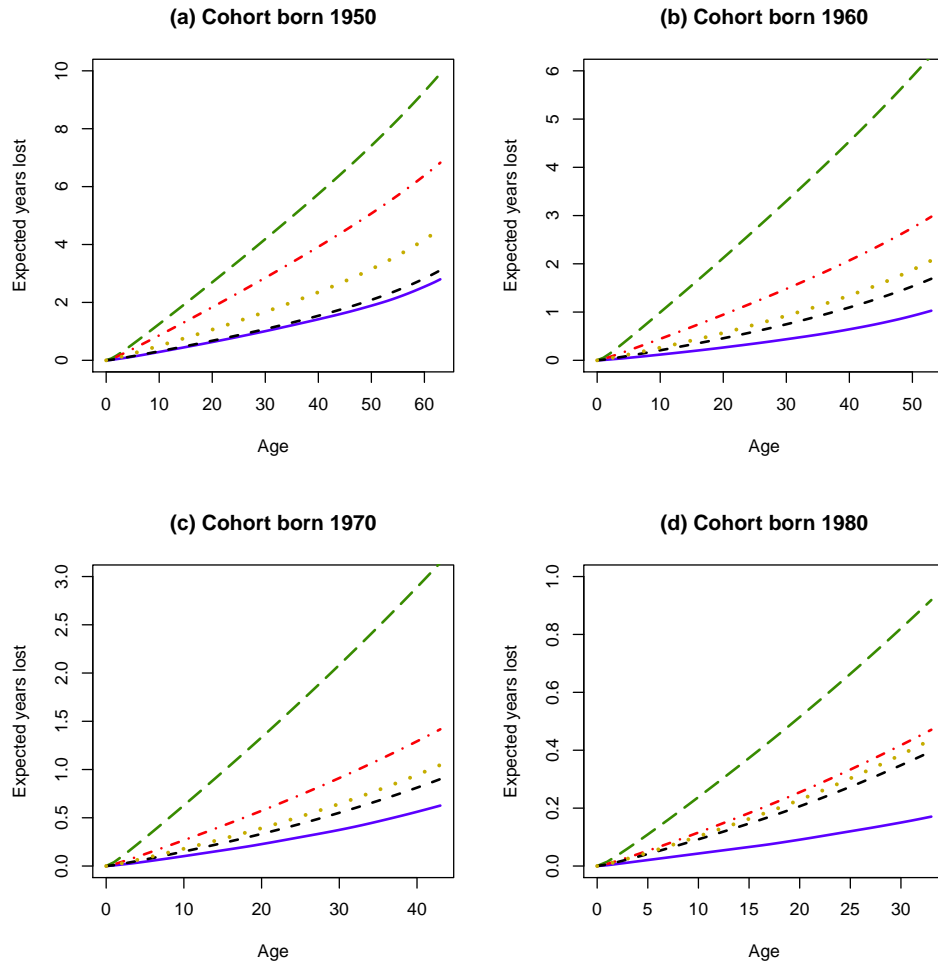 (a) Cohort born 1950
Expected years lost
10
8
6
4
2
0
0 10 20 30 40 50 60
Age
(b) Cohort born 1960
Expected years lost
6
5
4
3
2
1
0
0 10 20 30 40 50
Age
(c) Cohort born 1970
Expected years lost
3.0
2.5
2.0
1.5
1.0
0.5
0.0
0 10 20 30 40
Age
(d) Cohort born 1980
Expected years lost
1.0
0.8
0.6
0.4
0.2
0.0
0 5 10 15 20 25 30
Age